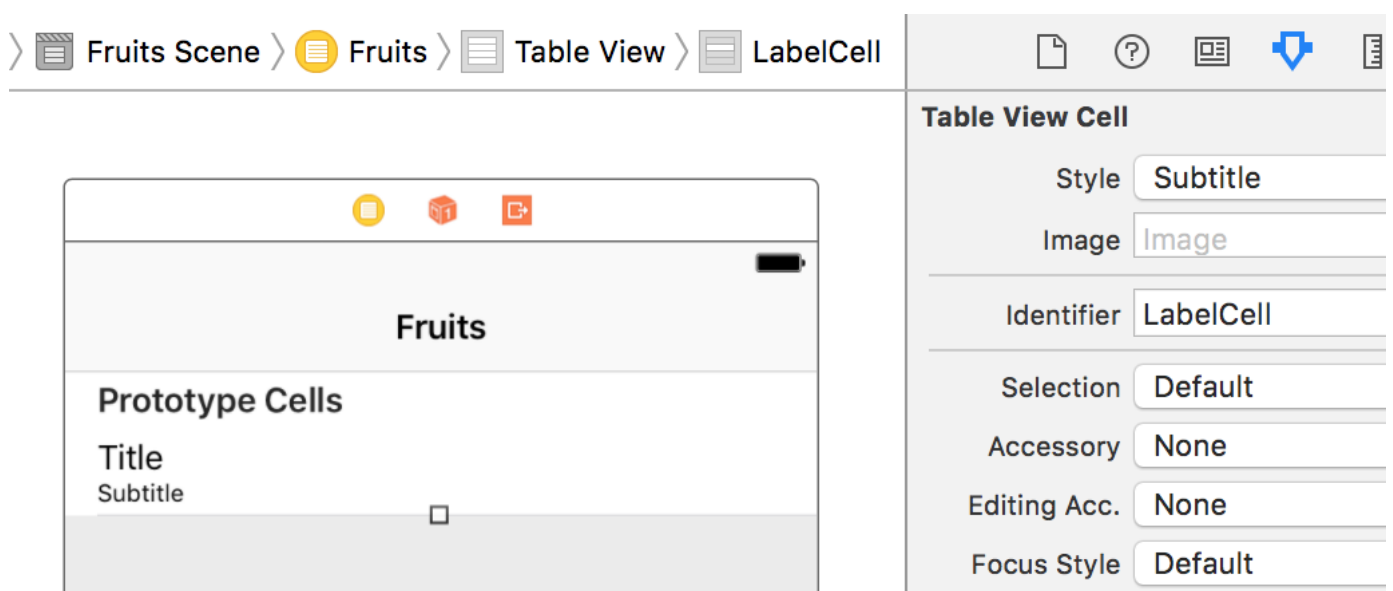 Fruits Scene Fruits Table View LabelCell
Table View Cell
Style Subtitle
Image Image
Identifier LabelCell
Selection Default
Accessory None
Editing Acc. None
Focus Style Default
Fruits
Prototype Cells
Title
Subtitle